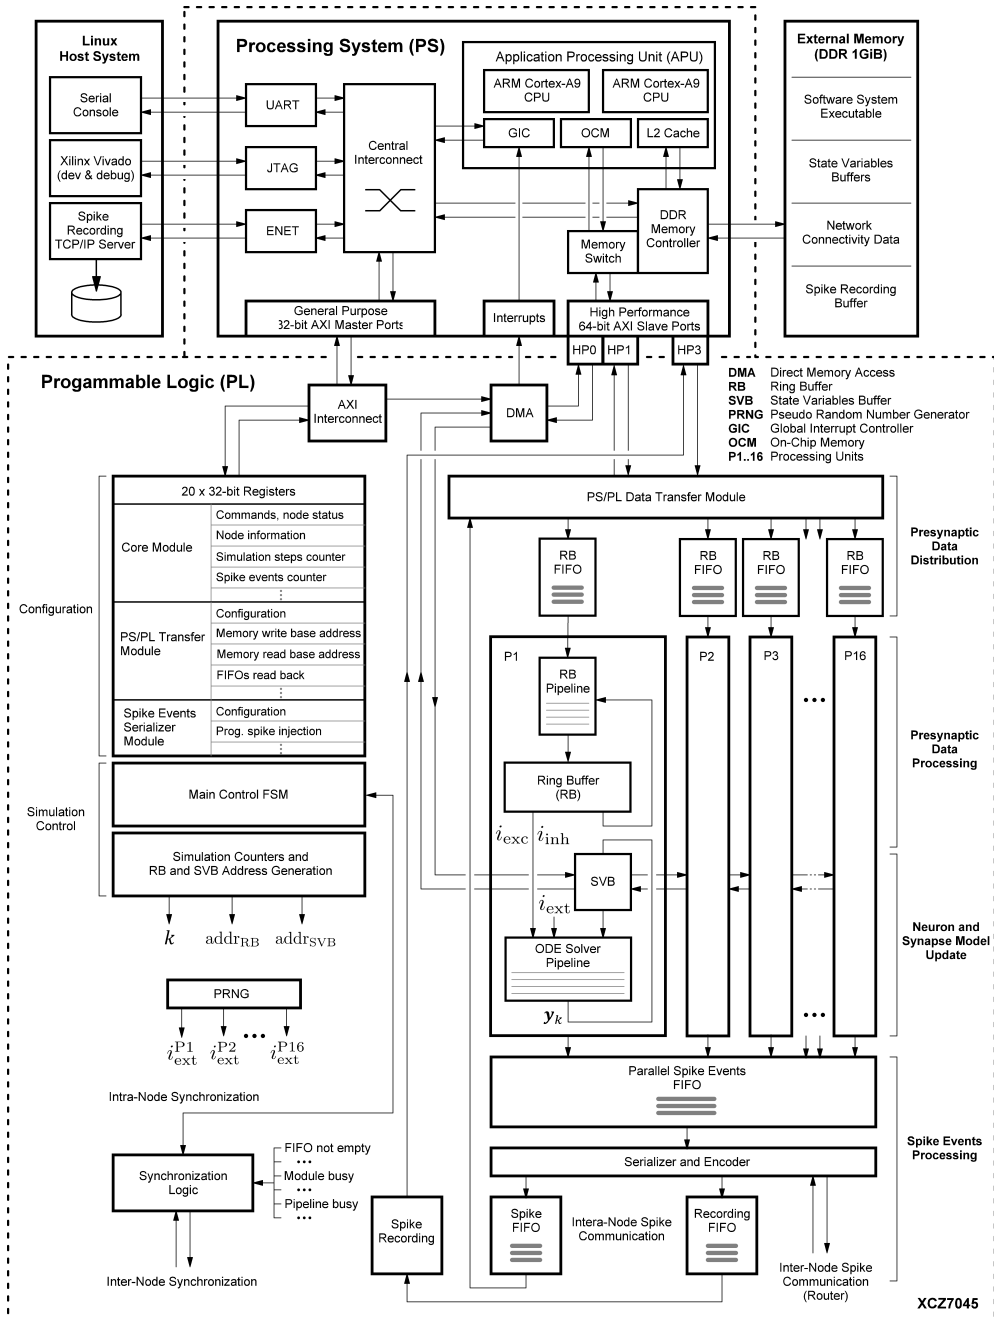 Linux
Host System
Serial
Console
Xilinx Vivado
(dev & debug)
Spike
Recording
TCP/IP Server
Processing System (PS)
UART
JTAG
ENET
Central
Interconnect
Application Processing Unit (APU)
ARM Cortex-A9
CPU
ARM Cortex-A9
CPU
GIC
OCM
L2 Cache
DDR
Memory
Controller
Memory
Switch
General Purpose
32-bit AXI Master Ports
Interrupts
High Performance
64-bit AXI Slave Ports
HP0
HP1
HP3
External Memory
(DDR 1GiB)
Software System
Executable
State Variables
Buffers
Network
Connectivity Data
Spike Recording
Buffer
Progammable Logic (PL)
AXI
Interconnect
DMA
DMA Direct Memory Access
RB Ring Buffer
SVB State Variables Buffer
PRNG Pseudo Random Number Generator
GIC Global Interrupt Controller
OCM On-Chip Memory
P1..16 Processing Units
Configuration
20 x 32-bit Registers
Core Module
Commands, node status
Node information
Simulation steps counter
Spike events counter
⋮
PS/PL Transfer
Module
Configuration
Memory write base address
Memory read base address
FIFOs read back
⋮
Spike Events
Serializer
Module
Configuration
Prog. spike injection
⋮
Simulation
Control
Main Control FSM
Simulation Counters and
RB and SVB Address Generation
k addr_RB addr_SVB
PRNG
•••
i_ext^P1 i_ext^P2 i_ext^P16
Intra-Node Synchronization
Synchronization
Logic
FIFO not empty
•••
Module busy
•••
Pipeline busy
•••
Inter-Node Synchronization
PS/PL Data Transfer Module
RB
FIFO
RB
FIFO
RB
FIFO
RB
FIFO
Presynaptic
Data
Distribution
P1
RB
Pipeline
Ring Buffer
(RB)
i_exc i_inh
SVB
i_ext
ODE Solver
Pipeline
y_k
P2
P3
P16
•••
•••
Presynaptic
Data
Processing
Neuron and
Synapse Model
Update
Parallel Spike Events
FIFO
Serializer and Encoder
Spike Events
Processing
Spike
Recording
Spike
FIFO
Intera-Node Spike
Communication
Recording
FIFO
Inter-Node Spike
Communication
(Router)
XCZ7045